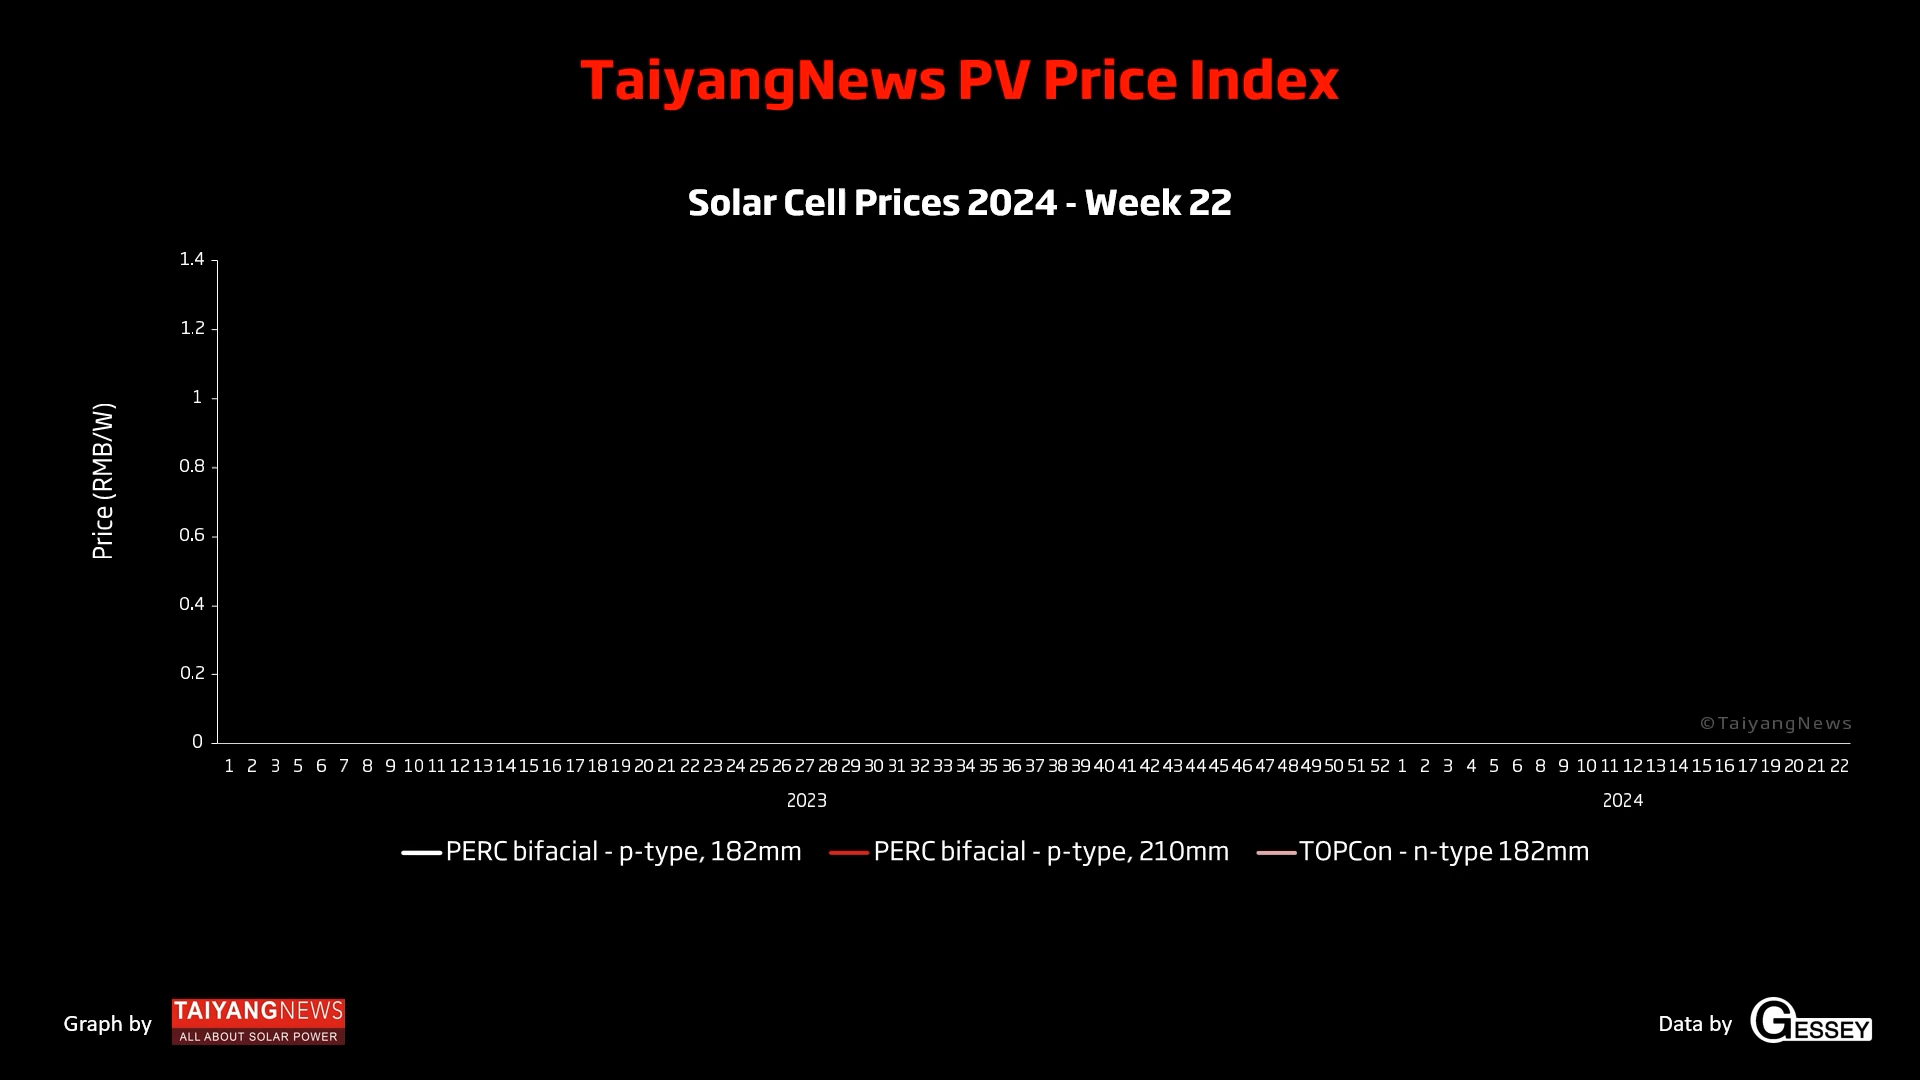 TaiyangNews PV Price Index
Solar Cell Prices 2024 - Week 22
Price (RMB/W)
1.4
1.2
1
0.8
0.6
0.4
0.2
0
©TaiyangNews
1 2 3 5 6 7 8 9 10 11 12 13 14 15 16 17 18 19 20 21 22 23 24 25 26 27 28 29 30 31 32 33 34 35 36 37 38 39 40 41 42 43 44 45 46 47 48 49 50 51 52 1 2 3 4 5 6 8 9 10 11 12 13 14 15 16 17 19 20 21 22
2023 2024
PERC bifacial - p-type, 182mm PERC bifacial - p-type, 210mm TOPCon - n-type 182mm
Graph by
TAIYANGNEWS
ALL ABOUT SOLAR POWER
Data by
GESSEY